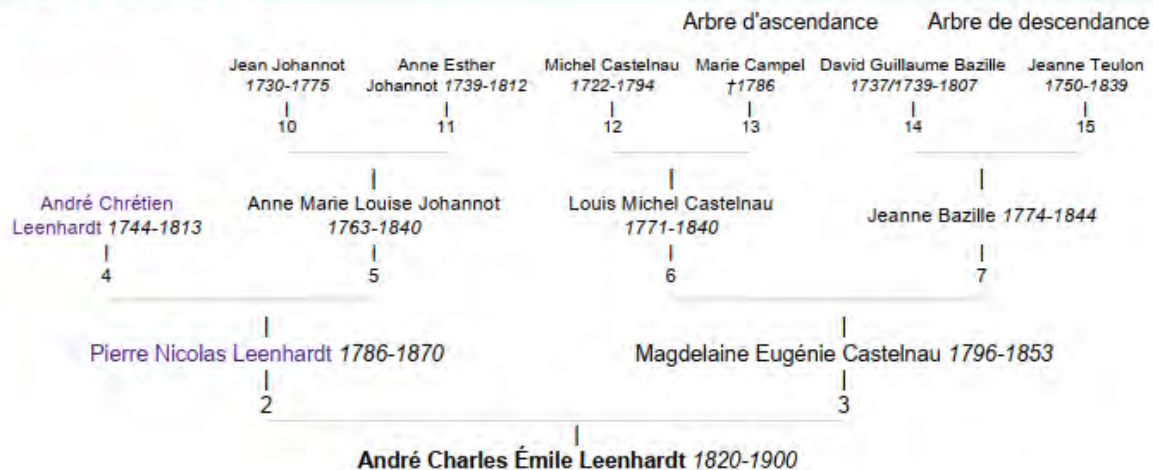 Arbre d'ascendance Arbre de descendance
Jean Johannot Anne Esther Michel Castelnau Marie Campel David Guillaume Bazille Jeanne Teulon
1730-1775 Johannot 1739-1812 1722-1794 †1786 1737/1739-1807 1750-1839
10 11 12 13 14 15
André Chrétien Anne Marie Louise Johannot Louis Michel Castelnau Jeanne Bazille 1774-1844
Leenhardt 1744-1813 1763-1840 1771-1840
4 5 6 7
Pierre Nicolas Leenhardt 1786-1870 Magdelaine Eugénie Castelnau 1796-1853
2 3
André Charles Émile Leenhardt 1820-1900